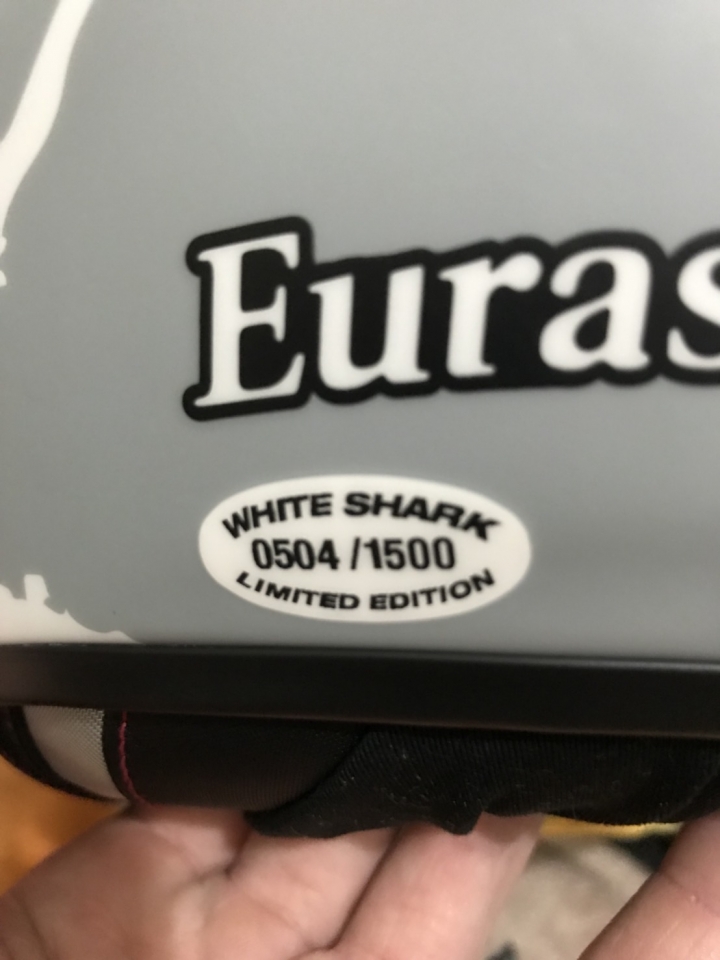 Euras
WHITE SHARK
0504 /1500
LIMITED EDITION